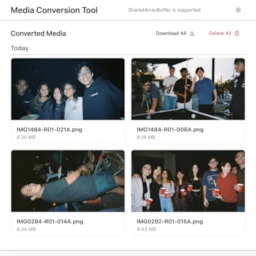 Media Conversion Tool
SharedArrayBuffer is supported
Converted Media
Download All
Delete All
Today
IMG1484-R01-021A.png
8.30 MB
IMG1484-R01-006A.png
8.19 MB
IMG0294-R01-014A.png
8.24 MB
IMG0292-R01-015A.png
8.43 MB